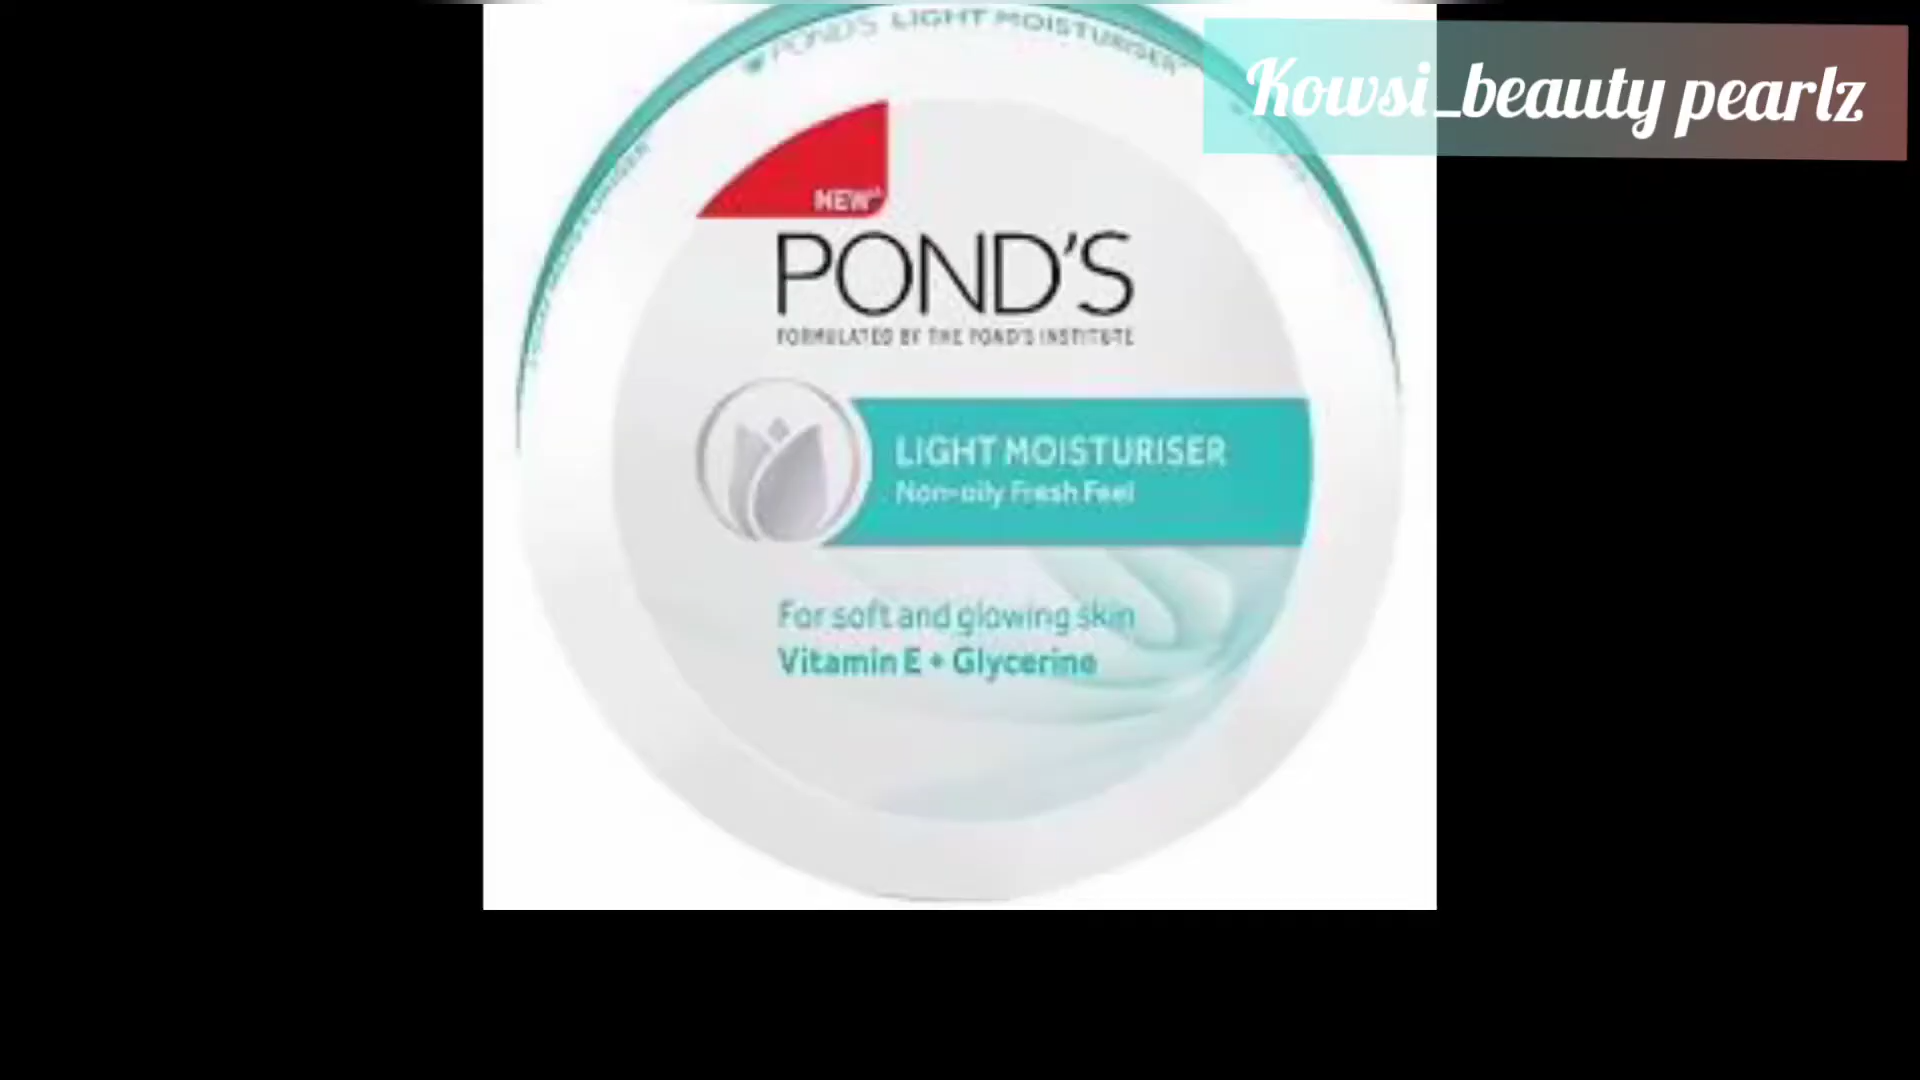 POND'S LIGHT MOISTURISER
Kowsi_beauty pearlz
NEW
POND'S
FORMULATED BY THE POND'S INSTITUTE
LIGHT MOISTURISER
Non-oily Fresh Feel
For soft and glowing skin
Vitamin E + Glycerine